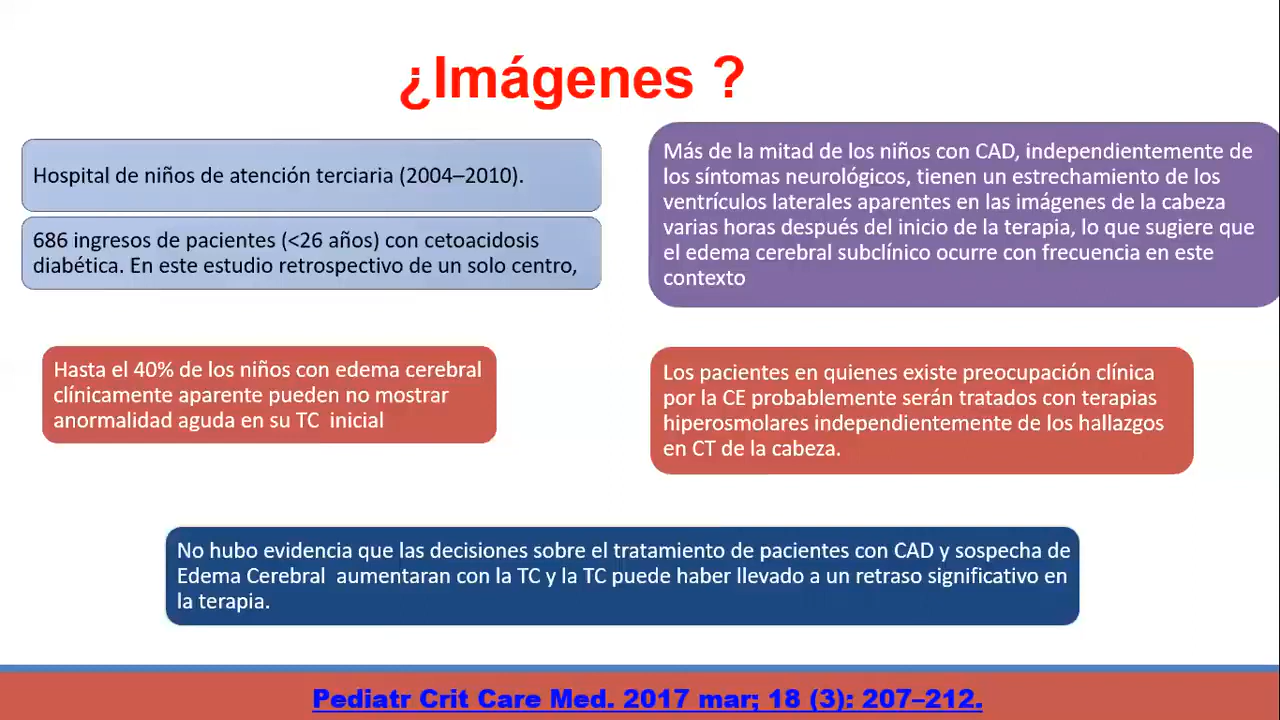 ¿Imágenes ?
Hospital de niños de atención terciaria (2004–2010).
686 ingresos de pacientes (<26 años) con cetoacidosis
diabética. En este estudio retrospectivo de un solo centro,
Más de la mitad de los niños con CAD, independientemente de
los síntomas neurológicos, tienen un estrechamiento de los
ventrículos laterales aparentes en las imágenes de la cabeza
varias horas después del inicio de la terapia, lo que sugiere que
el edema cerebral subclínico ocurre con frecuencia en este
contexto
Hasta el 40% de los niños con edema cerebral
clínicamente aparente pueden no mostrar
anormalidad aguda en su TC inicial
Los pacientes en quienes existe preocupación clínica
por la CE probablemente serán tratados con terapias
hiperosmolares independientemente de los hallazgos
en CT de la cabeza.
No hubo evidencia que las decisiones sobre el tratamiento de pacientes con CAD y sospecha de
Edema Cerebral aumentaran con la TC y la TC puede haber llevado a un retraso significativo en
la terapia.
Pediatr Crit Care Med. 2017 mar; 18 (3): 207–212.